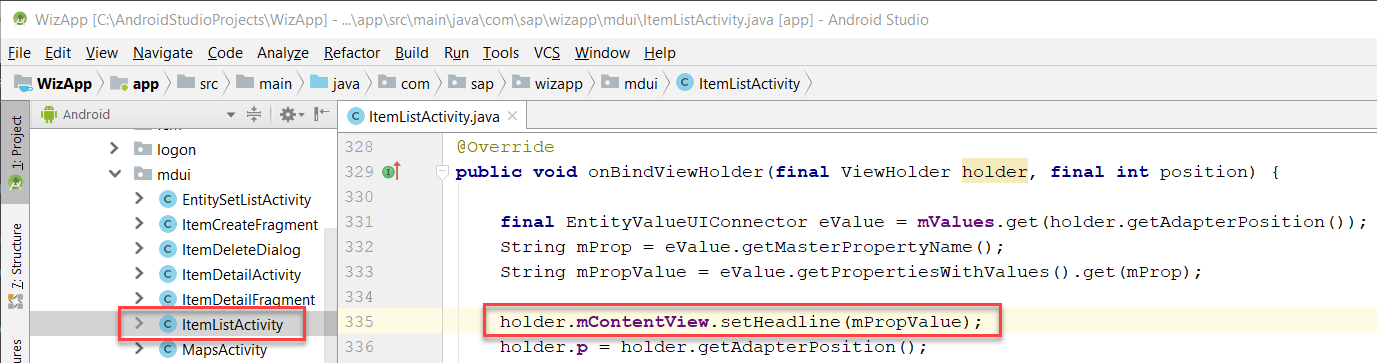 WizApp [C:\AndroidStudioProjects\WizApp] - ...\app\src\main\java\com\sap\wizapp\mdui\ItemListActivity.java [app] - Android Studio
File Edit View Navigate Code Analyze Refactor Build Run Tools VCS Window Help
WizApp app src main java com sap wizapp mdui ItemListActivity
1: Project
7: Structure
Android
logon
mdui
EntitySetListActivity
ItemCreateFragment
ItemDeleteDialog
ItemDetailActivity
ItemDetailFragment
ItemListActivity
MapsActivity
ItemListActivity.java
328 @Override
329 public void onBindViewHolder(final ViewHolder holder, final int position) {
330
331 final EntityValueUIConnector eValue = mValues.get(holder.getAdapterPosition());
332 String mProp = eValue.getMasterPropertyName();
333 String mPropValue = eValue.getPropertiesWithValues().get(mProp);
334
335 holder.mContentView.setHeadline(mPropValue);
336 holder.p = holder.getAdapterPosition();